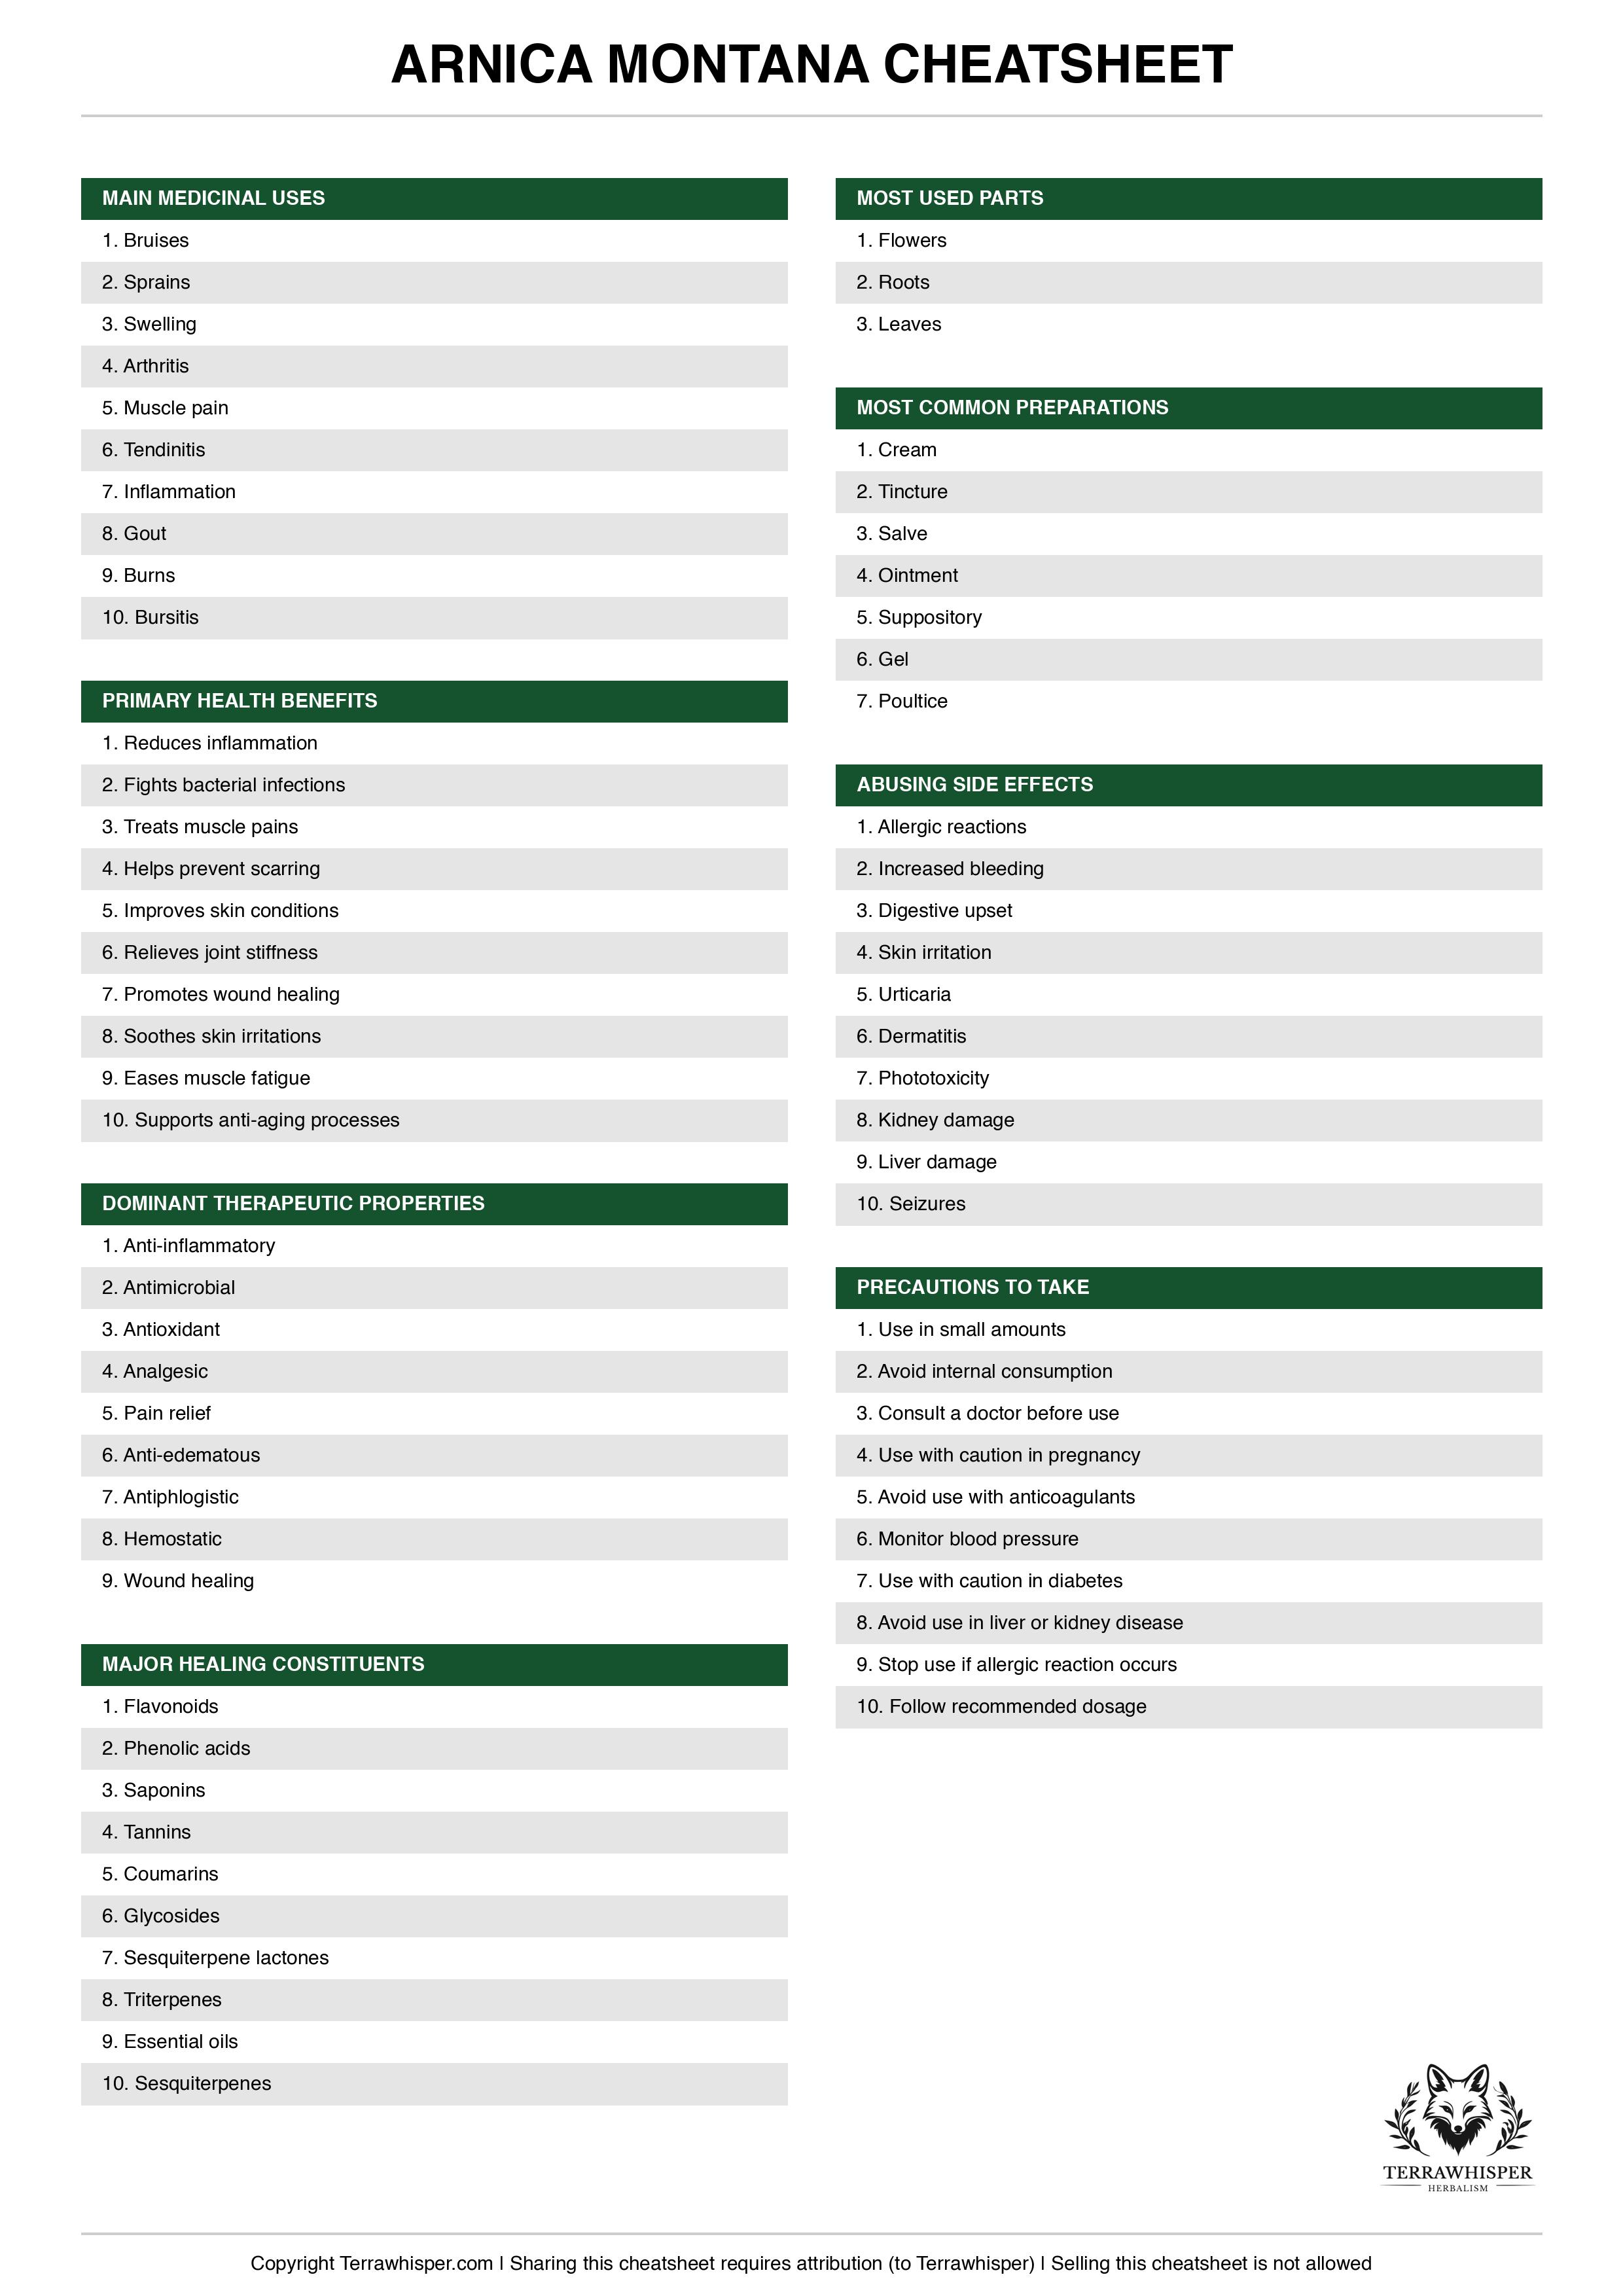 ARNICA MONTANA CHEATSHEET
MAIN MEDICINAL USES
1. Bruises
2. Sprains
3. Swelling
4. Arthritis
5. Muscle pain
6. Tendinitis
7. Inflammation
8. Gout
9. Burns
10. Bursitis
PRIMARY HEALTH BENEFITS
1. Reduces inflammation
2. Fights bacterial infections
3. Treats muscle pains
4. Helps prevent scarring
5. Improves skin conditions
6. Relieves joint stiffness
7. Promotes wound healing
8. Soothes skin irritations
9. Eases muscle fatigue
10. Supports anti-aging processes
DOMINANT THERAPEUTIC PROPERTIES
1. Anti-inflammatory
2. Antimicrobial
3. Antioxidant
4. Analgesic
5. Pain relief
6. Anti-edematous
7. Antiphlogistic
8. Hemostatic
9. Wound healing
MAJOR HEALING CONSTITUENTS
1. Flavonoids
2. Phenolic acids
3. Saponins
4. Tannins
5. Coumarins
6. Glycosides
7. Sesquiterpene lactones
8. Triterpenes
9. Essential oils
10. Sesquiterpenes
MOST USED PARTS
1. Flowers
2. Roots
3. Leaves
MOST COMMON PREPARATIONS
1. Cream
2. Tincture
3. Salve
4. Ointment
5. Suppository
6. Gel
7. Poultice
ABUSING SIDE EFFECTS
1. Allergic reactions
2. Increased bleeding
3. Digestive upset
4. Skin irritation
5. Urticaria
6. Dermatitis
7. Phototoxicity
8. Kidney damage
9. Liver damage
10. Seizures
PRECAUTIONS TO TAKE
1. Use in small amounts
2. Avoid internal consumption
3. Consult a doctor before use
4. Use with caution in pregnancy
5. Avoid use with anticoagulants
6. Monitor blood pressure
7. Use with caution in diabetes
8. Avoid use in liver or kidney disease
9. Stop use if allergic reaction occurs
10. Follow recommended dosage
TERRAWHISPER
HERBALISM
Copyright Terrawhisper.com | Sharing this cheatsheet requires attribution (to Terrawhisper) | Selling this cheatsheet is not allowed